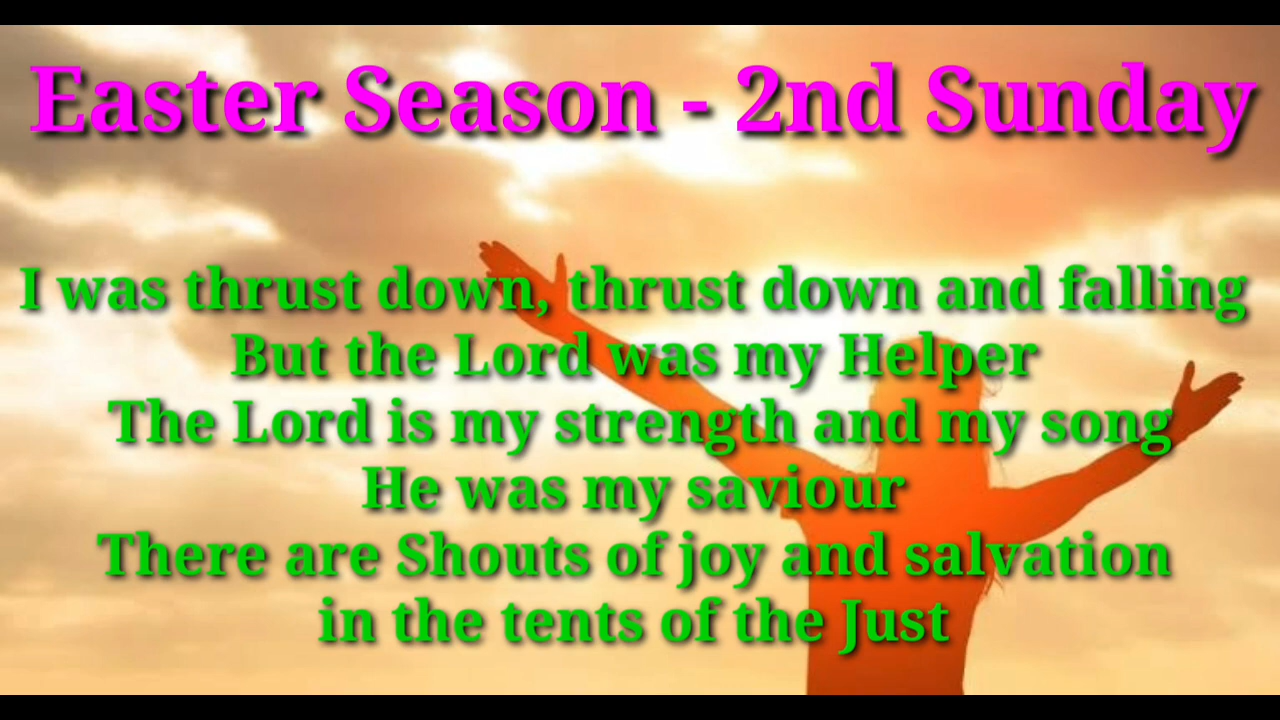 Easter Season - 2nd Sunday
I was thrust down, thrust down and falling
But the Lord was my Helper
The Lord is my strength and my song
He was my saviour
There are Shouts of joy and salvation
in the tents of the Just